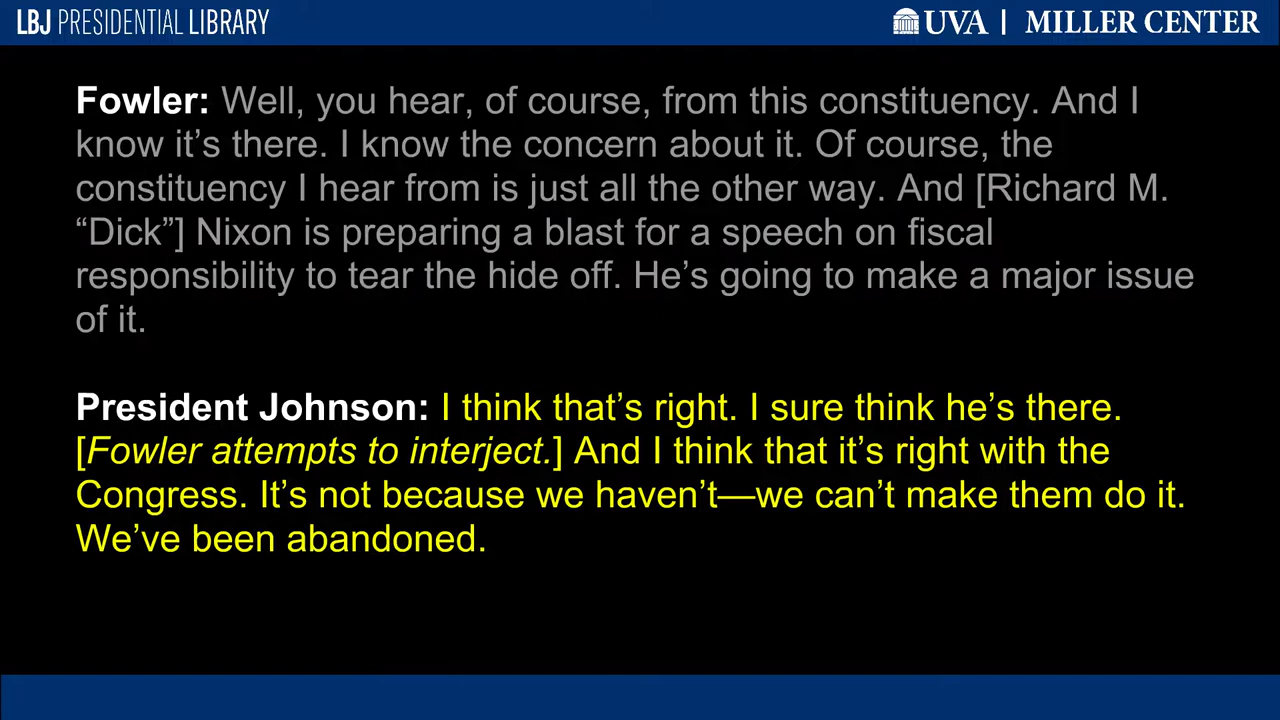 LBJ PRESIDENTIAL LIBRARY
UVA | MILLER CENTER
Fowler: Well, you hear, of course, from this constituency. And I
know it’s there. I know the concern about it. Of course, the
constituency I hear from is just all the other way. And [Richard M.
“Dick”] Nixon is preparing a blast for a speech on fiscal
responsibility to tear the hide off. He’s going to make a major issue
of it.
President Johnson: I think that’s right. I sure think he’s there.
[Fowler attempts to interject.] And I think that it’s right with the
Congress. It’s not because we haven’t—we can’t make them do it.
We’ve been abandoned.